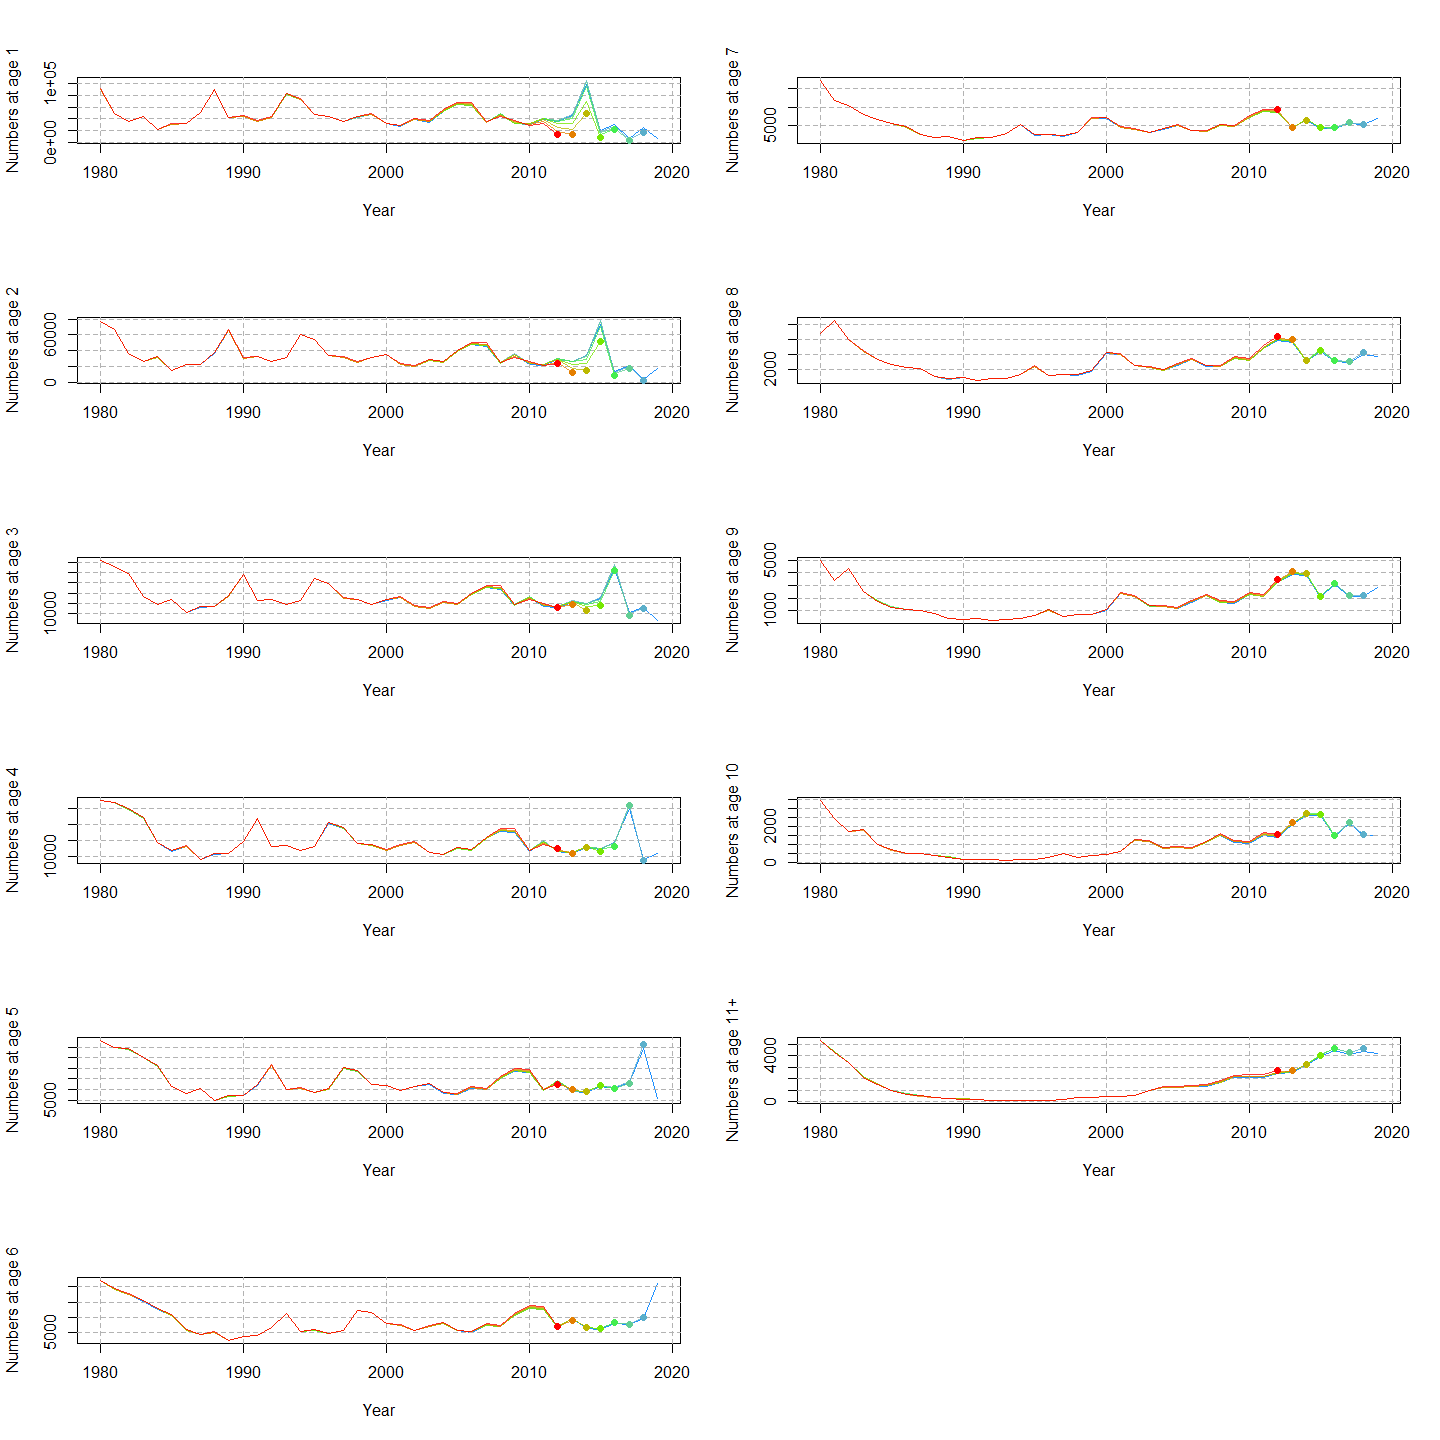 Numbers at age 1
0e+00 1e+05
1980 1990 2000 2010 2020
Year
Numbers at age 2
0 60000
1980 1990 2000 2010 2020
Year
Numbers at age 3
10000
1980 1990 2000 2010 2020
Year
Numbers at age 4
10000
1980 1990 2000 2010 2020
Year
Numbers at age 5
5000
1980 1990 2000 2010 2020
Year
Numbers at age 6
5000
1980 1990 2000 2010 2020
Year
Numbers at age 7
5000
1980 1990 2000 2010 2020
Year
Numbers at age 8
2000
1980 1990 2000 2010 2020
Year
Numbers at age 9
1000 5000
1980 1990 2000 2010 2020
Year
Numbers at age 10
0 2000
1980 1990 2000 2010 2020
Year
Numbers at age 11+
0 4000
1980 1990 2000 2010 2020
Year